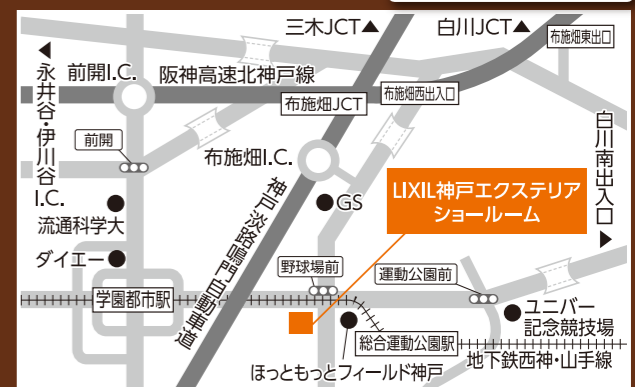 三木JCT▲
白川JCT▲
布施畑東出口
◀永井谷・伊川谷I.C.
前開I.C.
阪神高速北神戸線
布施畑JCT
布施畑西出入口
白川南出入口▶
前開
布施畑I.C.
神戸淡路鳴門自動車道
GS
LIXIL神戸エクステリア
ショールーム
流通科学大
ダイエー
野球場前
運動公園前
学園都市駅
ユニバー
記念競技場
総合運動公園駅
地下鉄西神・山手線
ほっともっとフィールド神戸